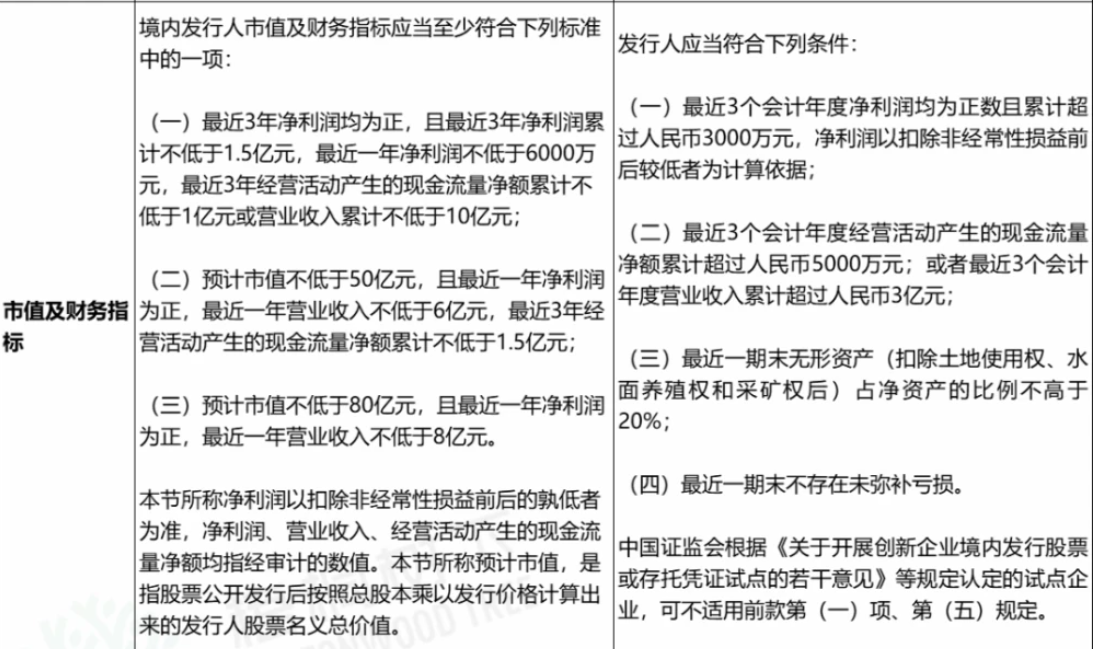 市值及财务指
标
境内发行人市值及财务指标应当至少符合下列标准
中的一项：
（一）最近3年净利润均为正，且最近3年净利润累
计不低于1.5亿元，最近一年净利润不低于6000万
元，最近3年经营活动产生的现金流量净额累计不
低于1亿元或营业收入累计不低于10亿元；
（二）预计市值不低于50亿元，且最近一年净利润
为正，最近一年营业收入不低于6亿元，最近3年经
营活动产生的现金流量净额累计不低于1.5亿元；
（三）预计市值不低于80亿元，且最近一年净利润
为正，最近一年营业收入不低于8亿元。
本节所称净利润以扣除非经常性损益前后的孰低者
为准，净利润、营业收入、经营活动产生的现金流
量净额均指经审计的数值。本节所称预计市值，是
指股票公开发行后按照总股本乘以发行价格计算出
来的发行人股票名义总价值。
发行人应当符合下列条件：
（一）最近3个会计年度净利润均为正数且累计超
过人民币3000万元，净利润以扣除非经常性损益前
后较低者为计算依据；
（二）最近3个会计年度经营活动产生的现金流量
净额累计超过人民币5000万元；或者最近3个会计
年度营业收入累计超过人民币3亿元；
（三）最近一期末无形资产（扣除土地使用权、水
面养殖权和采矿权后）占净资产的比例不高于
20%；
（四）最近一期末不存在未弥补亏损。
中国证监会根据《关于开展创新企业境内发行股票
或存托凭证试点的若干意见》等规定认定的试点企
业，可不适用前款第（一）项、第（五）规定。